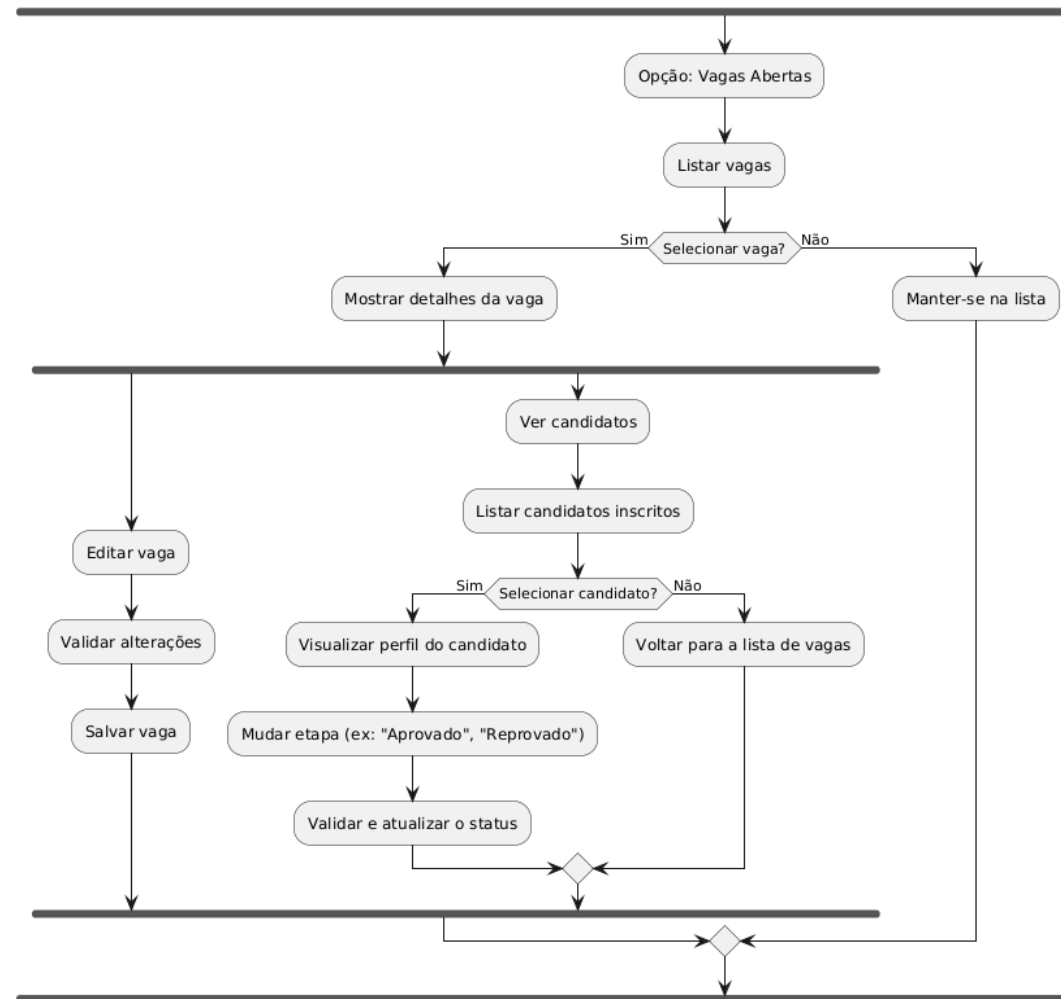 Opção: Vagas Abertas
Listar vagas
Sim
Selecionar vaga?
Não
Mostrar detalhes da vaga
Manter-se na lista
Ver candidatos
Listar candidatos inscritos
Editar vaga
Sim
Selecionar candidato?
Não
Validar alterações
Visualizar perfil do candidato
Voltar para a lista de vagas
Salvar vaga
Mudar etapa (ex: "Aprovado", "Reprovado")
Validar e atualizar o status